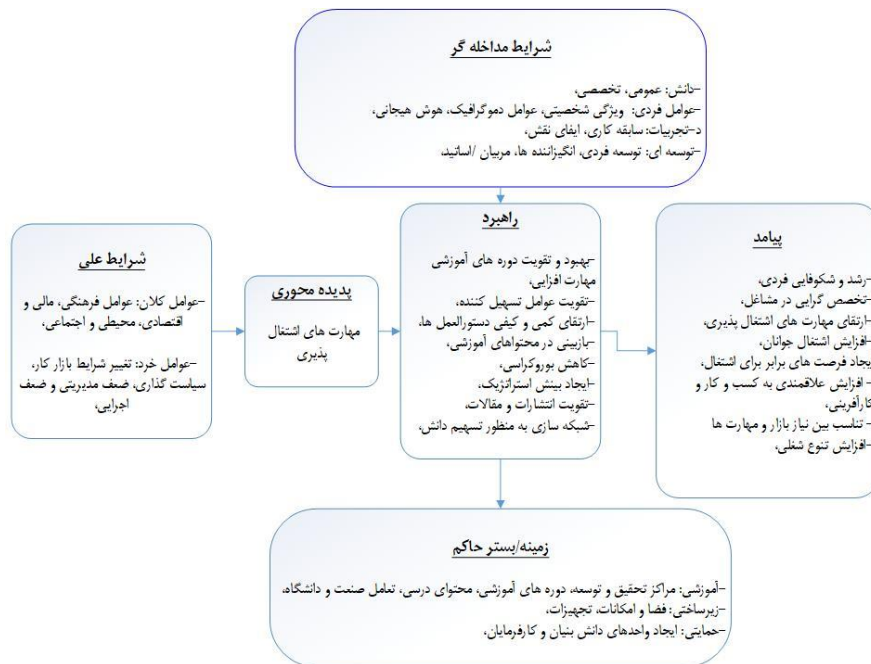 شرایط مداخله گر
-دانش: عمومی، تخصصی،
-عوامل فردی: ویژگی شخصیتی، عوامل دموگرافیک، هوش هیجانی،
د-تجربیات: سابقه کاری، ایفای نقش،
-توسعه ای: توسعه فردی، انگیزاننده ها، مربیان /اساتید،
شرایط علی
-عوامل کلان: عوامل فرهنگی، مالی و
اقتصادی، محیطی و اجتماعی،
-عوامل خرد: تغییر شرایط بازار کار،
سیاست گذاری، ضعف مدیریتی و ضعف
اجرایی،
پدیده محوری
مهارت های اشتغال
پذیری
راهبرد
-بهبود و تقویت دوره های آموزشی
مهارت افزایی،
-تقویت عوامل تسهیل کننده،
-ارتقای کمی و کیفی دستورالعمل ها،
-بازبینی در محتواهای آموزشی،
-کاهش بوروکراسی،
-ایجاد بینش استراتژیک،
-تقویت انتشارات و مقالات،
-شبکه سازی به منظور تسهیم دانش،
پیامد
-رشد و شکوفایی فردی،
-تخصص گرایی در مشاغل،
-ارتقای مهارت های اشتغال پذیری،
-افزایش اشتغال جوانان،
ایجاد فرصت های برابر برای اشتغال،
- افزایش علاقمندی به کسب و کار و
کارآفرینی،
- تناسب بین نیاز بازار و مهارت ها
-افزایش تنوع شغلی،
زمینه/بستر حاکم
-آموزشی: مراکز تحقیق و توسعه، دوره های آموزشی، محتوای درسی، تعامل صنعت و دانشگاه،
-زیرساختی: فضا و امکانات، تجهیزات،
-حمایتی: ایجاد واحدهای دانش بنیان و کارفرمایان،